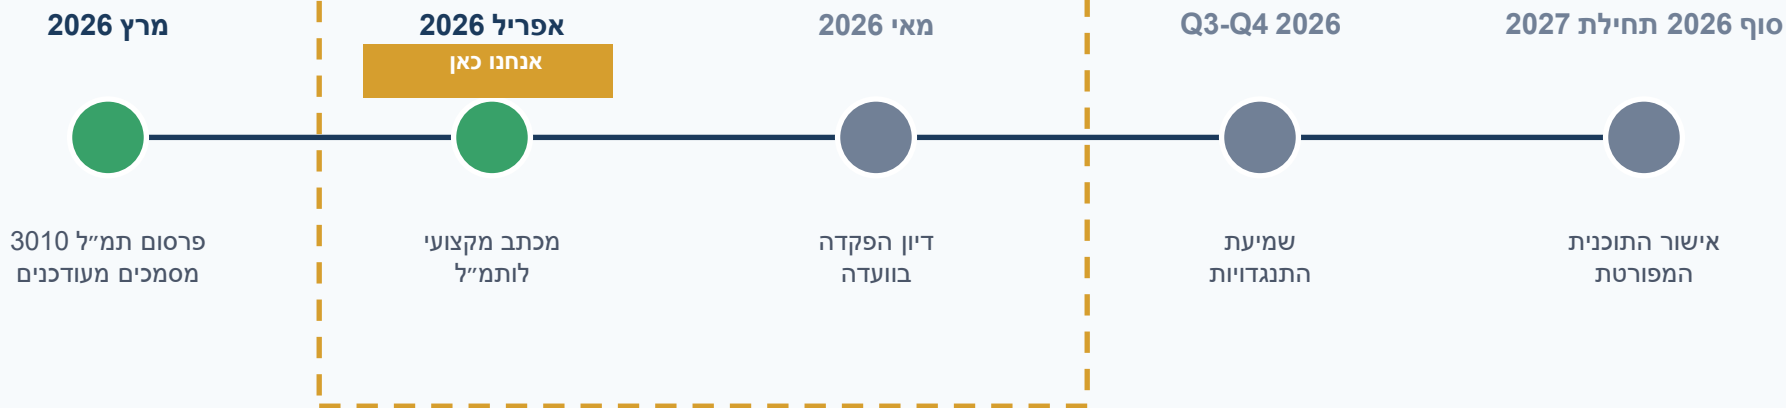 מרץ 2026
אפריל 2026
מאי 2026
Q3-Q4 2026
סוף 2026 תחילת 2027
אנחנו כאן
פרסום תמ״ל 3010
מסמכים מעודכנים
מכתב מקצועי
לותמ״ל
דיון הפקדה
בוועדה
שמיעת
התנגדויות
אישור התוכנית
המפורטת